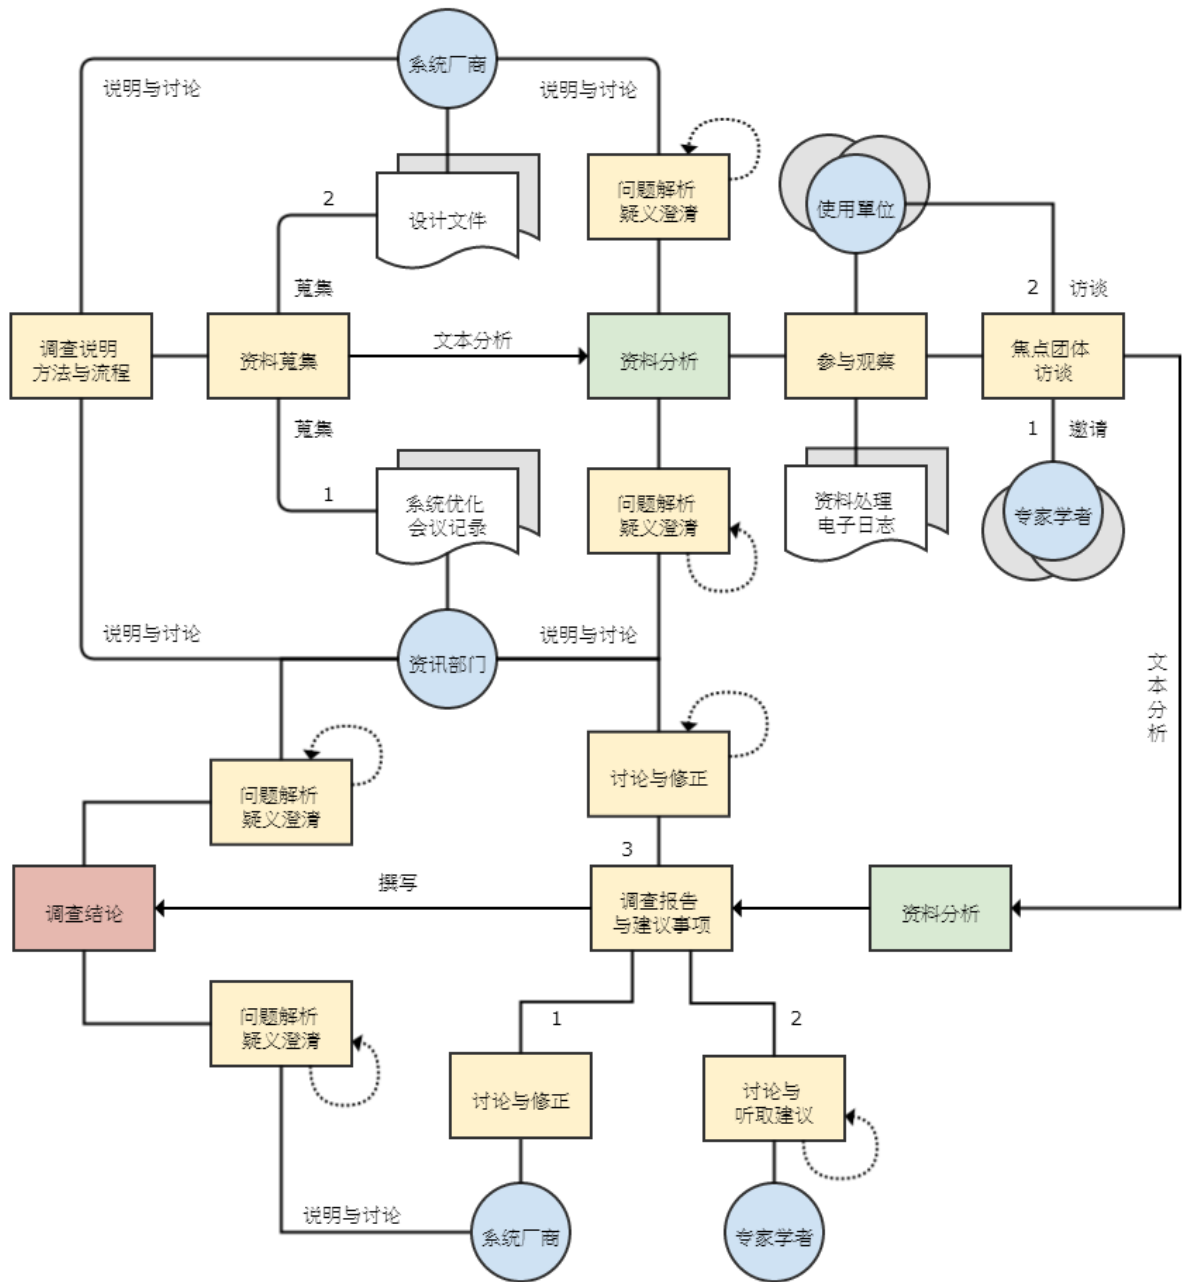 系统厂商
说明与讨论
说明与讨论
问题解析
疑义澄清
2
设计文件
使用單位
蒐集
2
访谈
调查说明
方法与流程
资料蒐集
文本分析
资料分析
参与观察
焦点团体
访谈
蒐集
1
邀请
1
系统优化
会议记录
问题解析
疑义澄清
资料处理
电子日志
专家学者
说明与讨论
说明与讨论
资讯部门
文
本
分
析
讨论与修正
问题解析
疑义澄清
3
撰写
调查结论
调查报告
与建议事项
资料分析
问题解析
疑义澄清
1
2
讨论与修正
讨论与
听取建议
说明与讨论
系统厂商
专家学者